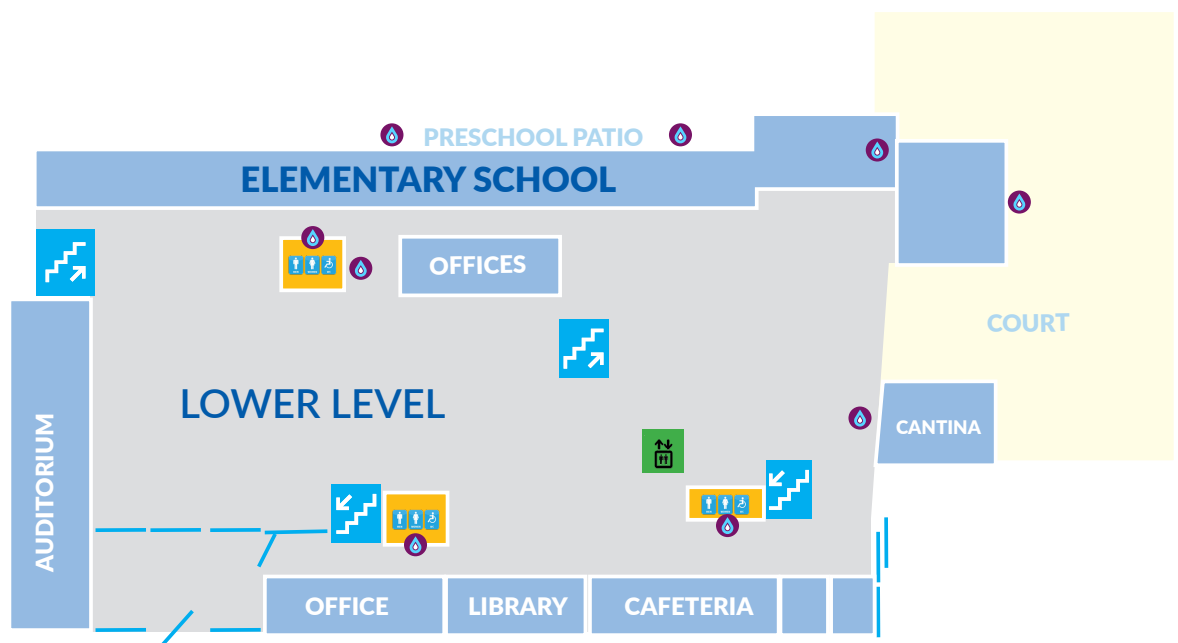 PRESCHOOL PATIO
ELEMENTARY SCHOOL
OFFICES
COURT
LOWER LEVEL
CANTINA
AUDITORIUM
OFFICE
LIBRARY
CAFETERIA